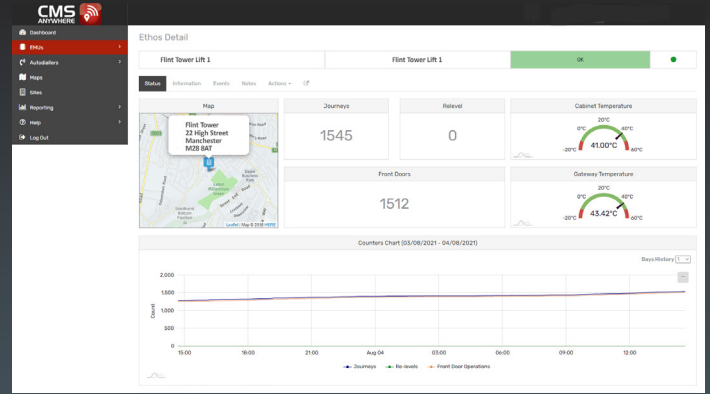 CMS
ANYWHERE
Dashboard
EMUs
Autodiallers
Maps
Sites
Reporting
Help
Log Out
Ethos Detail
Flint Tower Lift 1
Flint Tower Lift 1
OK
Status
Information
Events
Notes
Actions
Map
Flint Tower
22 High Street
Manchester
M28 8AT
Leaflet | Map © 2018 HERE
Journeys
1545
Relevel
0
Front Doors
1512
Cabinet Temperature
-20°C
0°C
20°C
40°C
60°C
41.00°C
Gateway Temperature
-20°C
0°C
20°C
40°C
60°C
43.42°C
Counters Chart (03/08/2021 - 04/08/2021)
Days History 1
Count
2,000
1,500
1,000
500
0
15:00
18:00
21:00
Aug-04
03:00
06:00
09:00
12:00
Journeys
Re-levels
Front Door Operations